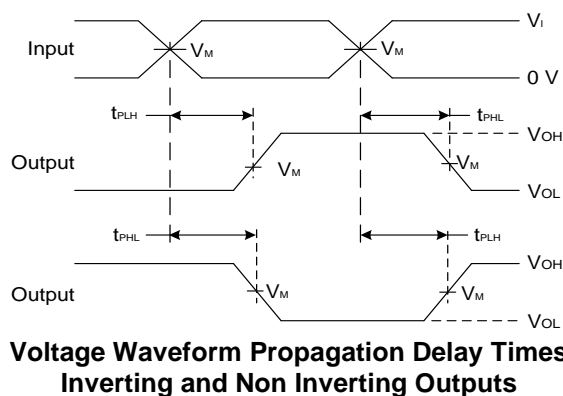 VI
Input
VM
VM
0 V
tPLH
tPHL
VOH
Output
VM
VM
VOL
tPHL
tPLH
VOH
Output
VM
VM
VOL
Voltage Waveform Propagation Delay Times
Inverting and Non Inverting Outputs